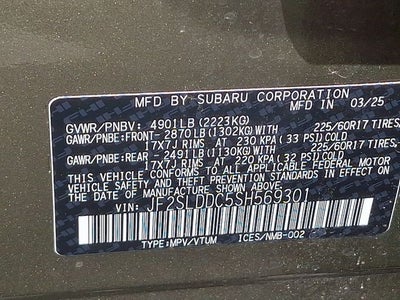 MFD BY SUBARU CORPORATION 03/25
GVWR/PNBV: 4901LB (2223KG)
GAWR/PNBE:FRONT- 2870LB(1302KG)WITH 225/60R17 TIRES,
17X7J RIMS AT 230 KPA ( 33 PSI)COLD
GAWR/PNBE:REAR - 2491LB(1130KG)WITH 225/60R17 TIRES,
17X7J RIMS AT 220 KPA ( 32 PSI)COLD
THIS VEHICLE CONFORMS TO ALL APPLICABLE FEDERAL MOTOR
VEHICLE SAFETY, BUMPER, AND THEFT PREVENTION
STANDARDS IN EFFECT ON
THE DATE OF MANUFACTURE SHOWN ABOVE.
VIN: JF2SLDDC5SH569301
TYPE:MPV/VTUM ICES/NMB-002